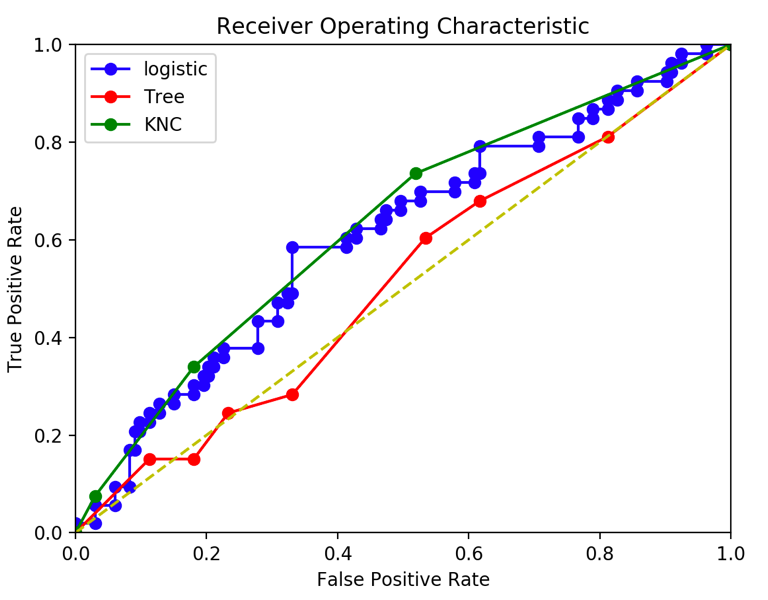 Receiver Operating Characteristic
logistic
Tree
KNC
True Positive Rate
1.0
0.8
0.6
0.4
0.2
0.0
0.0 0.2 0.4 0.6 0.8 1.0
False Positive Rate